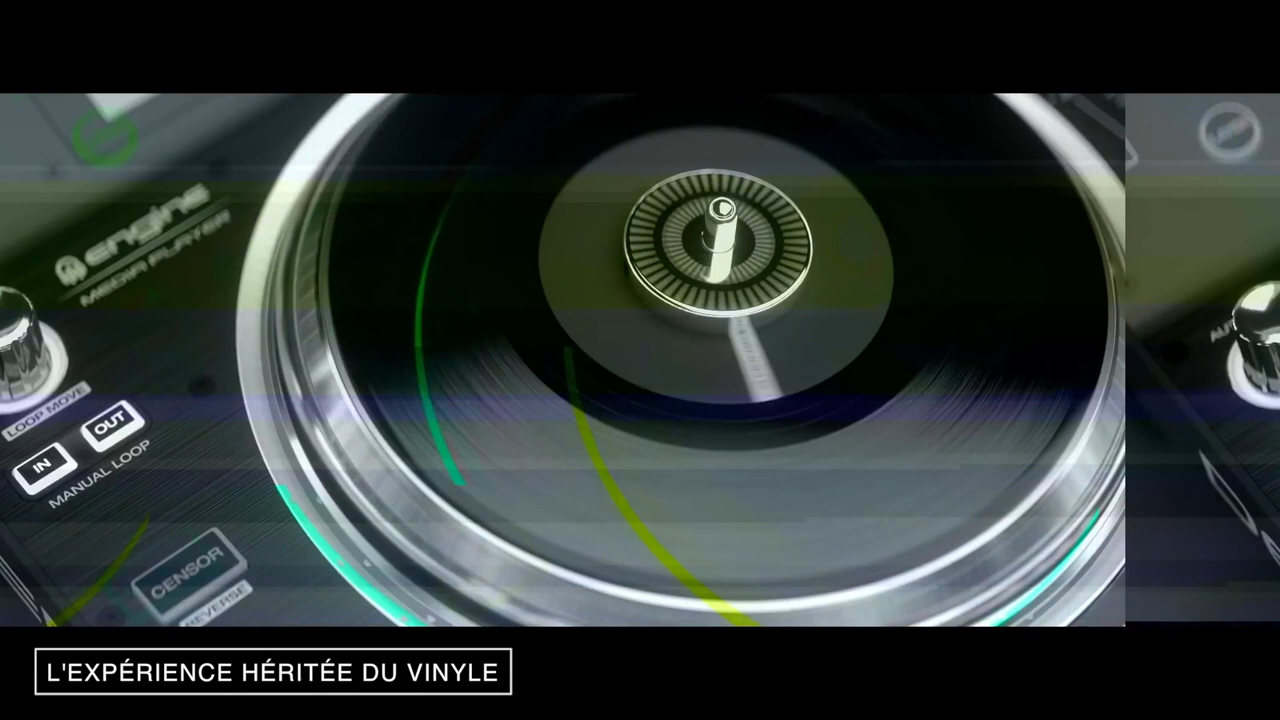 engine
MEDIA PLAYER
LOOP MOVE
IN
OUT
MANUAL LOOP
CENSOR
REVERSE
L'EXPÉRIENCE HÉRITÉE DU VINYLE